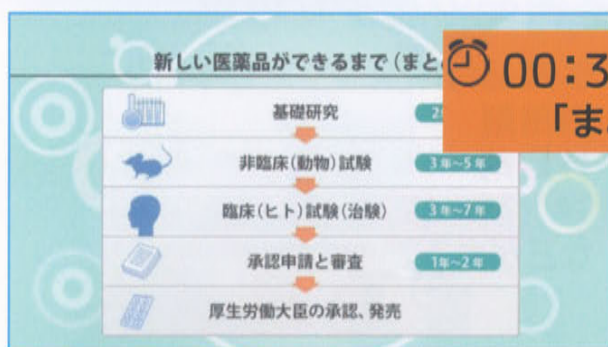 新しい医薬品ができるまで(まと
00:3
「ま
基礎研究
2
非臨床(動物)試験 3年~5年
臨床(ヒト)試験(治験) 3年~7年
承認申請と審査 1年~2年
厚生労働大臣の承認、発売